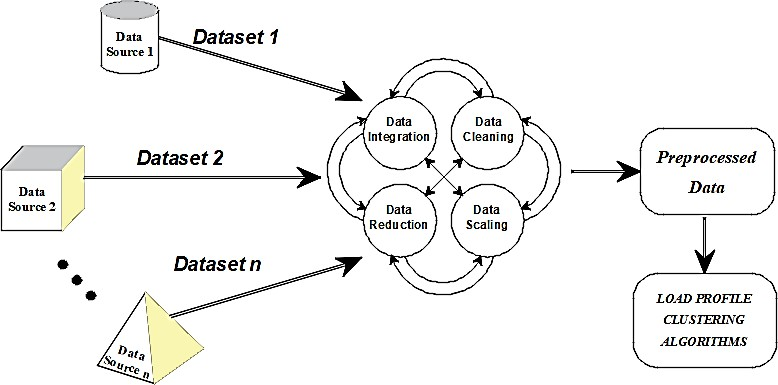 Data
Source 1
Dataset 1
Data
Source 2
Dataset 2
Data
Source n
Dataset n
Data
Integration
Data
Cleaning
Data
Reduction
Data
Scaling
Preprocessed
Data
LOAD PROFILE
CLUSTERING
ALGORITHMS